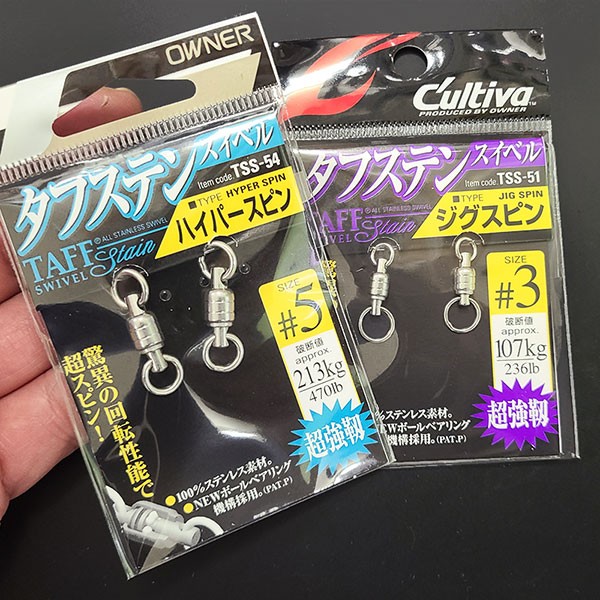 OWNER
タフステン
スイベル
Item code. TSS-54
Ⓡ ALL STAINLESS SWIVEL
TAFF Stain
SWIVEL
■TYPE HYPER SPIN
ハイパースピン
SIZE
#5
破断値
approx.
213kg
470lb
超強靱
驚異の回転性能で
超スピン!
●100%ステンレス素材。
●NEWボールベアリング
機構採用。(PAT.P)
C'ultiva
PRODUCED BY OWNER
タフステン
スイベル
Item code. TSS-51
ALL STAINLESS SWIVEL
TAFF Stain
SWIVEL
■TYPE JIG SPIN
ジグスピン
SIZE
#3
破断値
approx.
107kg
236lb
超強靱
%ステンレス素材。
NEWボールベアリング
機構採用。(PAT.P)